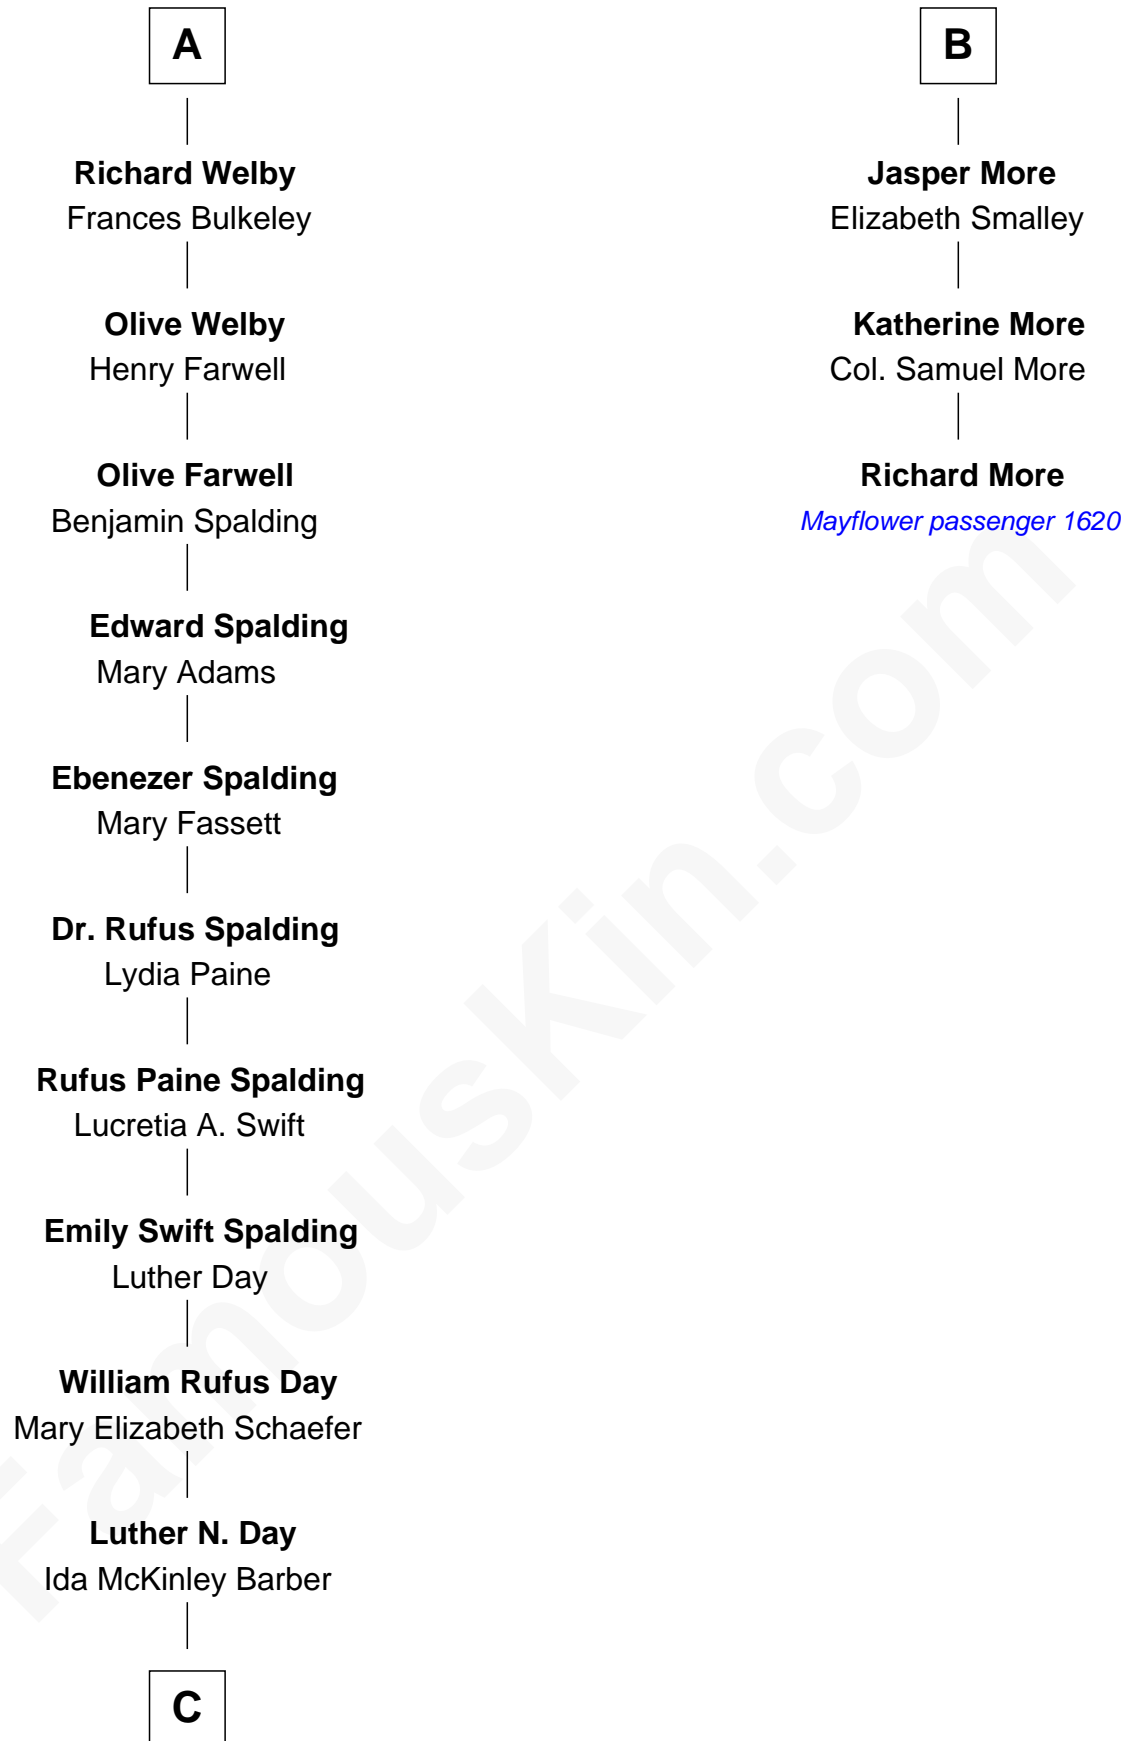 A
Richard Welby
Frances Bulkeley
Olive Welby
Henry Farwell
Olive Farwell
Benjamin Spalding
Edward Spalding
Mary Adams
Ebenezer Spalding
Mary Fassett
Dr. Rufus Spalding
Lydia Paine
Rufus Paine Spalding
Lucretia A. Swift
Emily Swift Spalding
Luther Day
William Rufus Day
Mary Elizabeth Schaefer
Luther N. Day
Ida McKinley Barber
C
B
Jasper More
Elizabeth Smalley
Katherine More
Col. Samuel More
Richard More
Mayflower passenger 1620
FamousKin.com